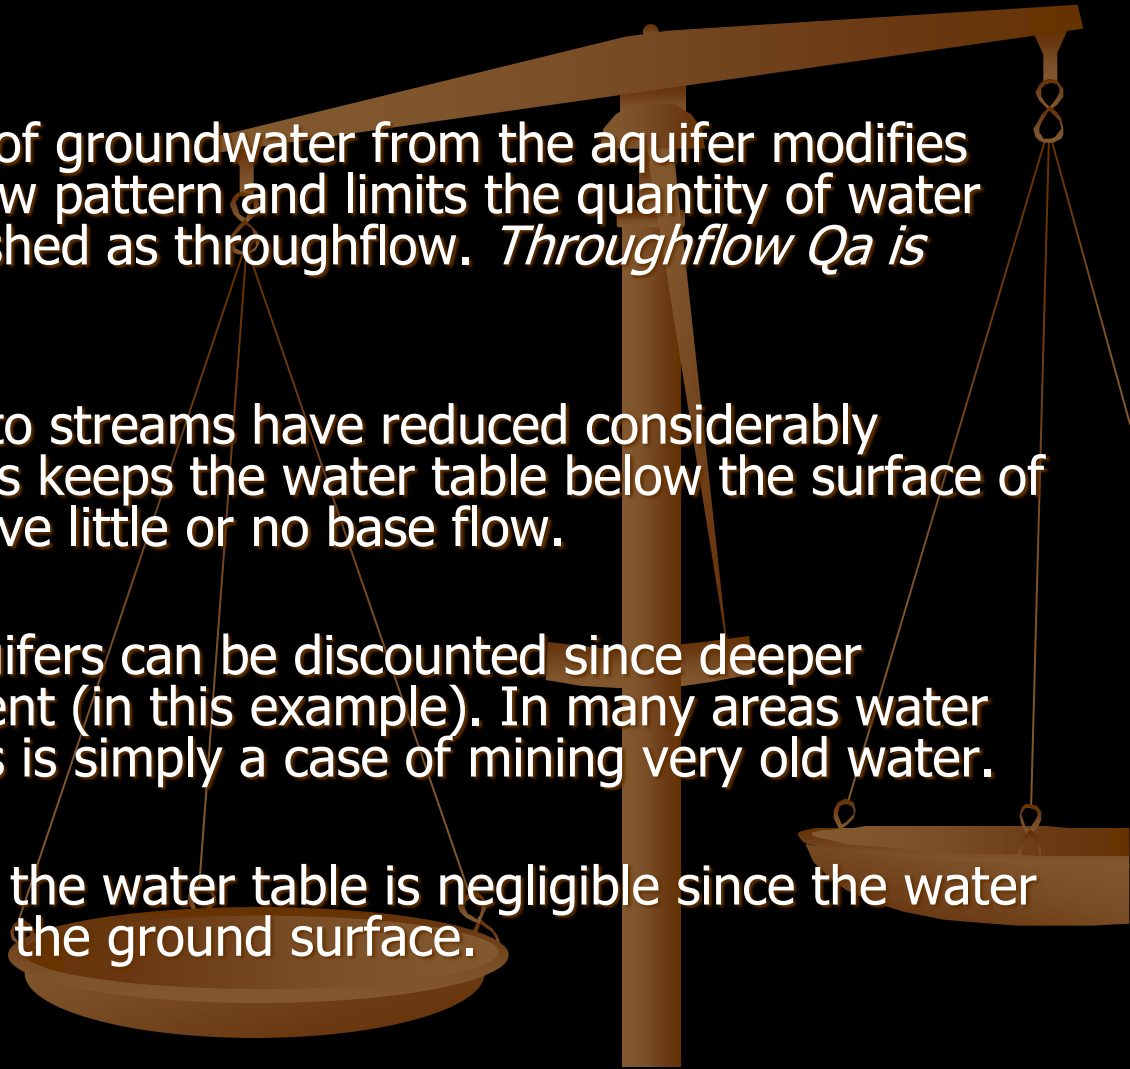 of groundwater from the aquifer modifies
w pattern and limits the quantity of water
shed as throughflow. Throughflow Qa is
to streams have reduced considerably
s keeps the water table below the surface of
ve little or no base flow.
uifers can be discounted since deeper
ent (in this example). In many areas water
s is simply a case of mining very old water.
the water table is negligible since the water
the ground surface.